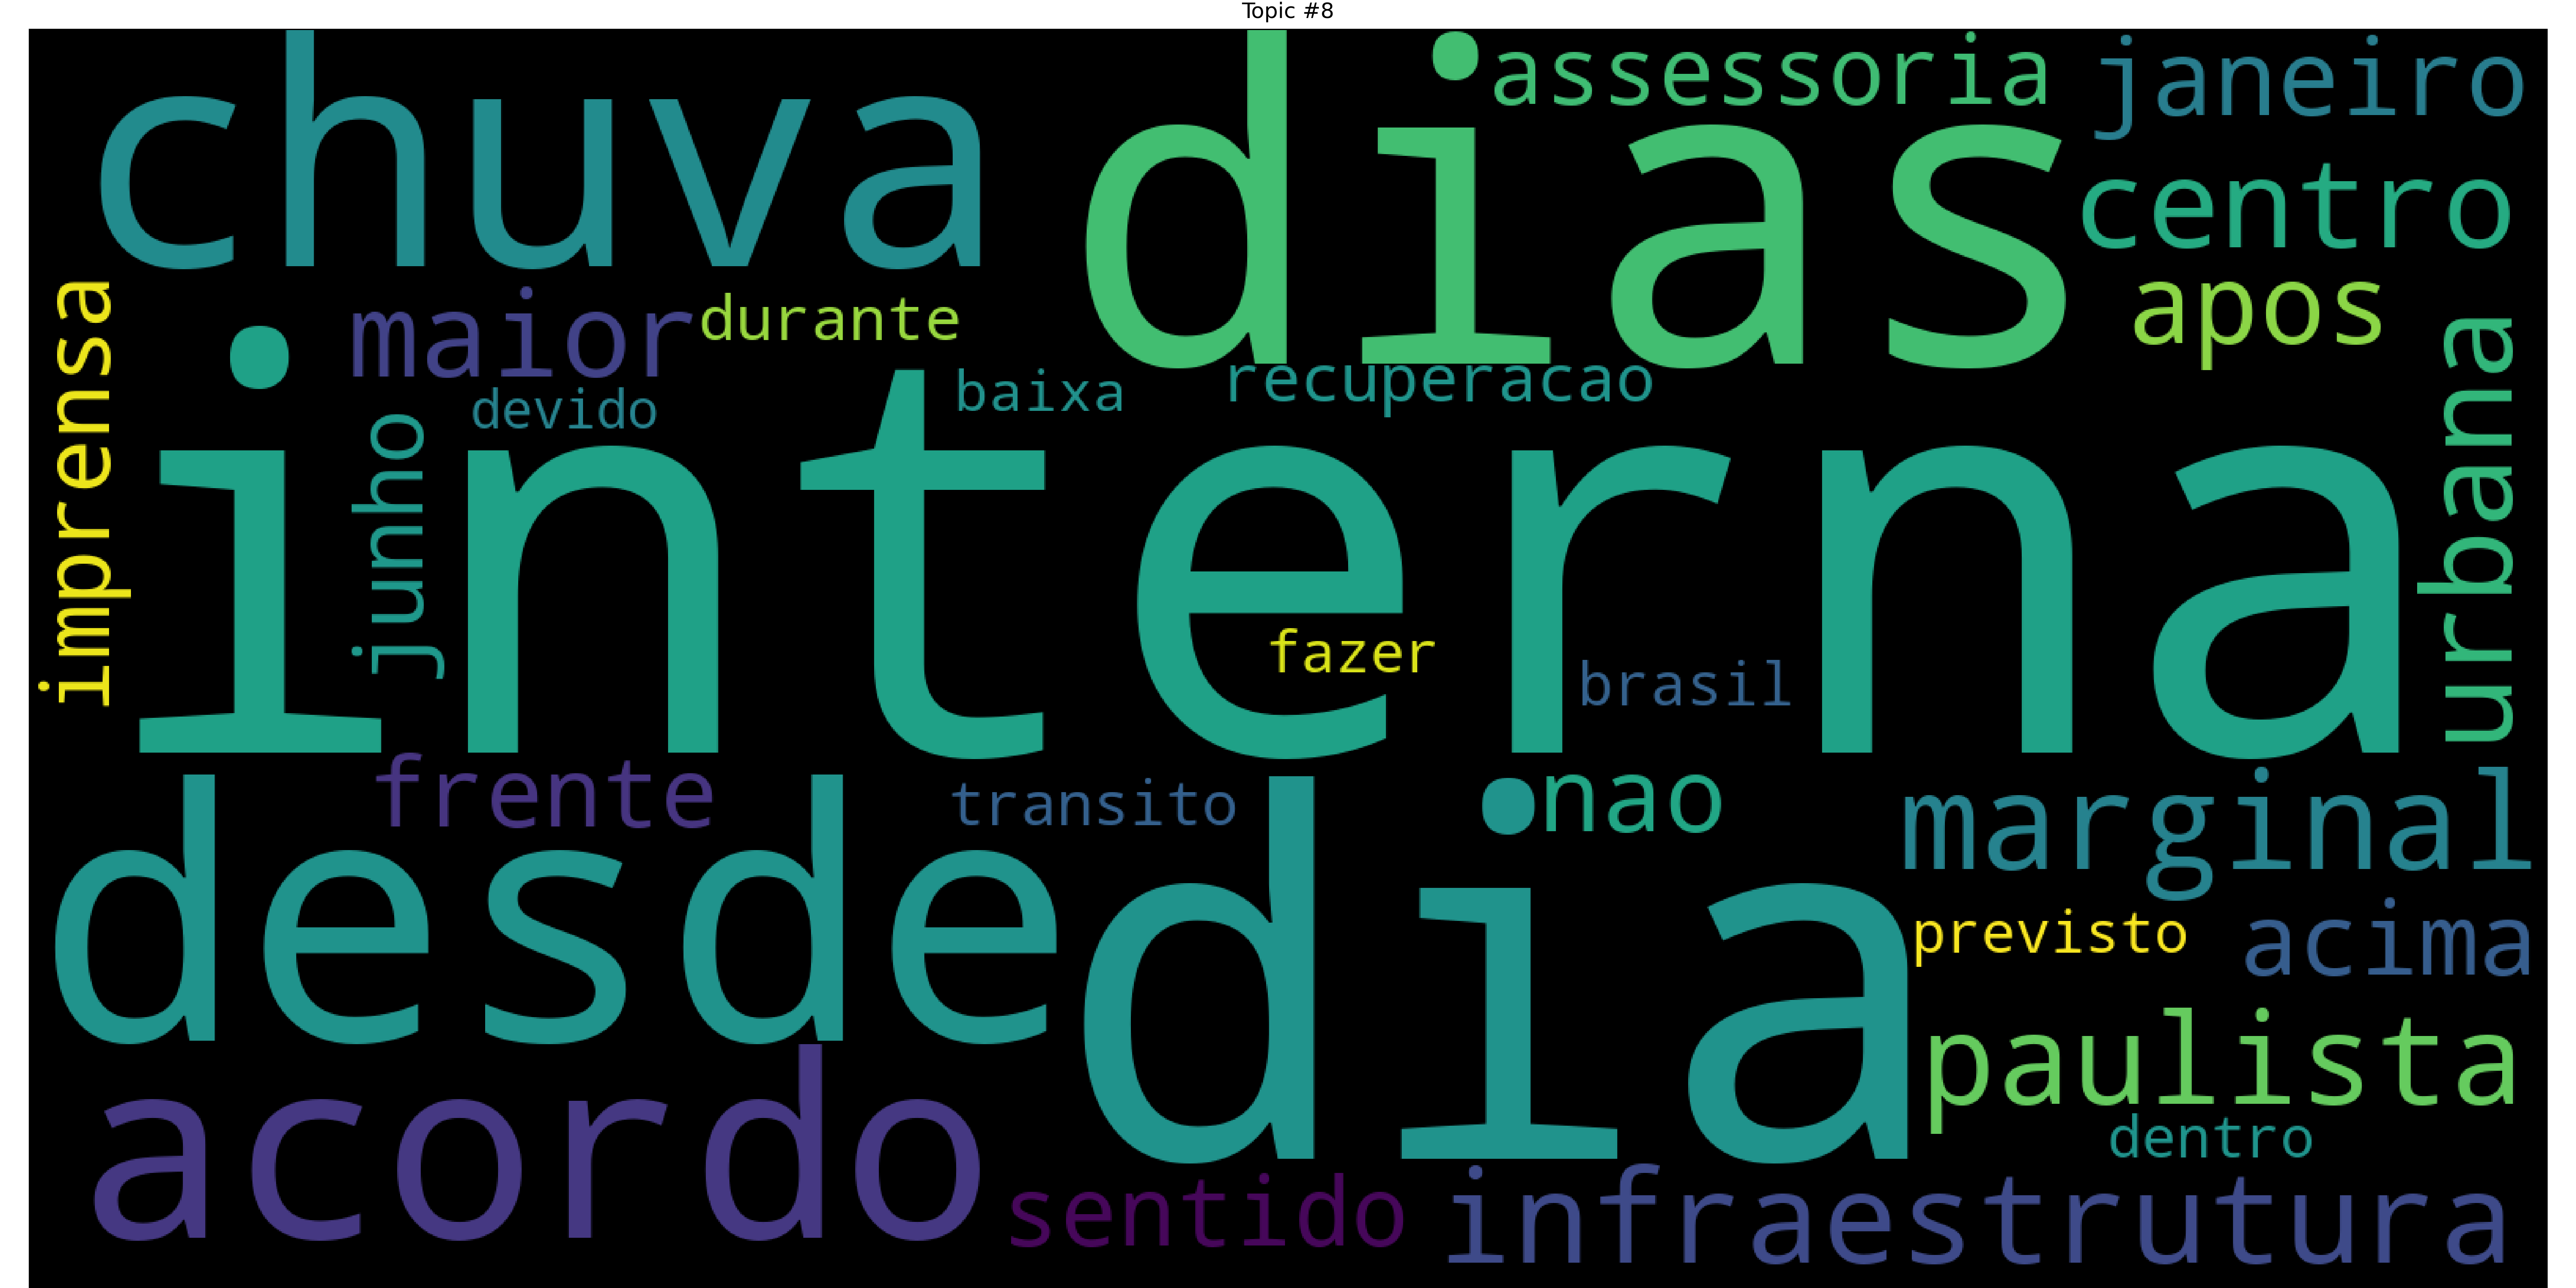 Topic #8
chuva
dias
assessoria
janeiro
centro
apos
imprensa
maior
durante
devido
baixa
recuperacao
junho
interna
urbana
fazer
brasil
frente
transito
nao
marginal
desde
dia
previsto
acima
paulista
dentro
acordo
sentido
infraestrutura